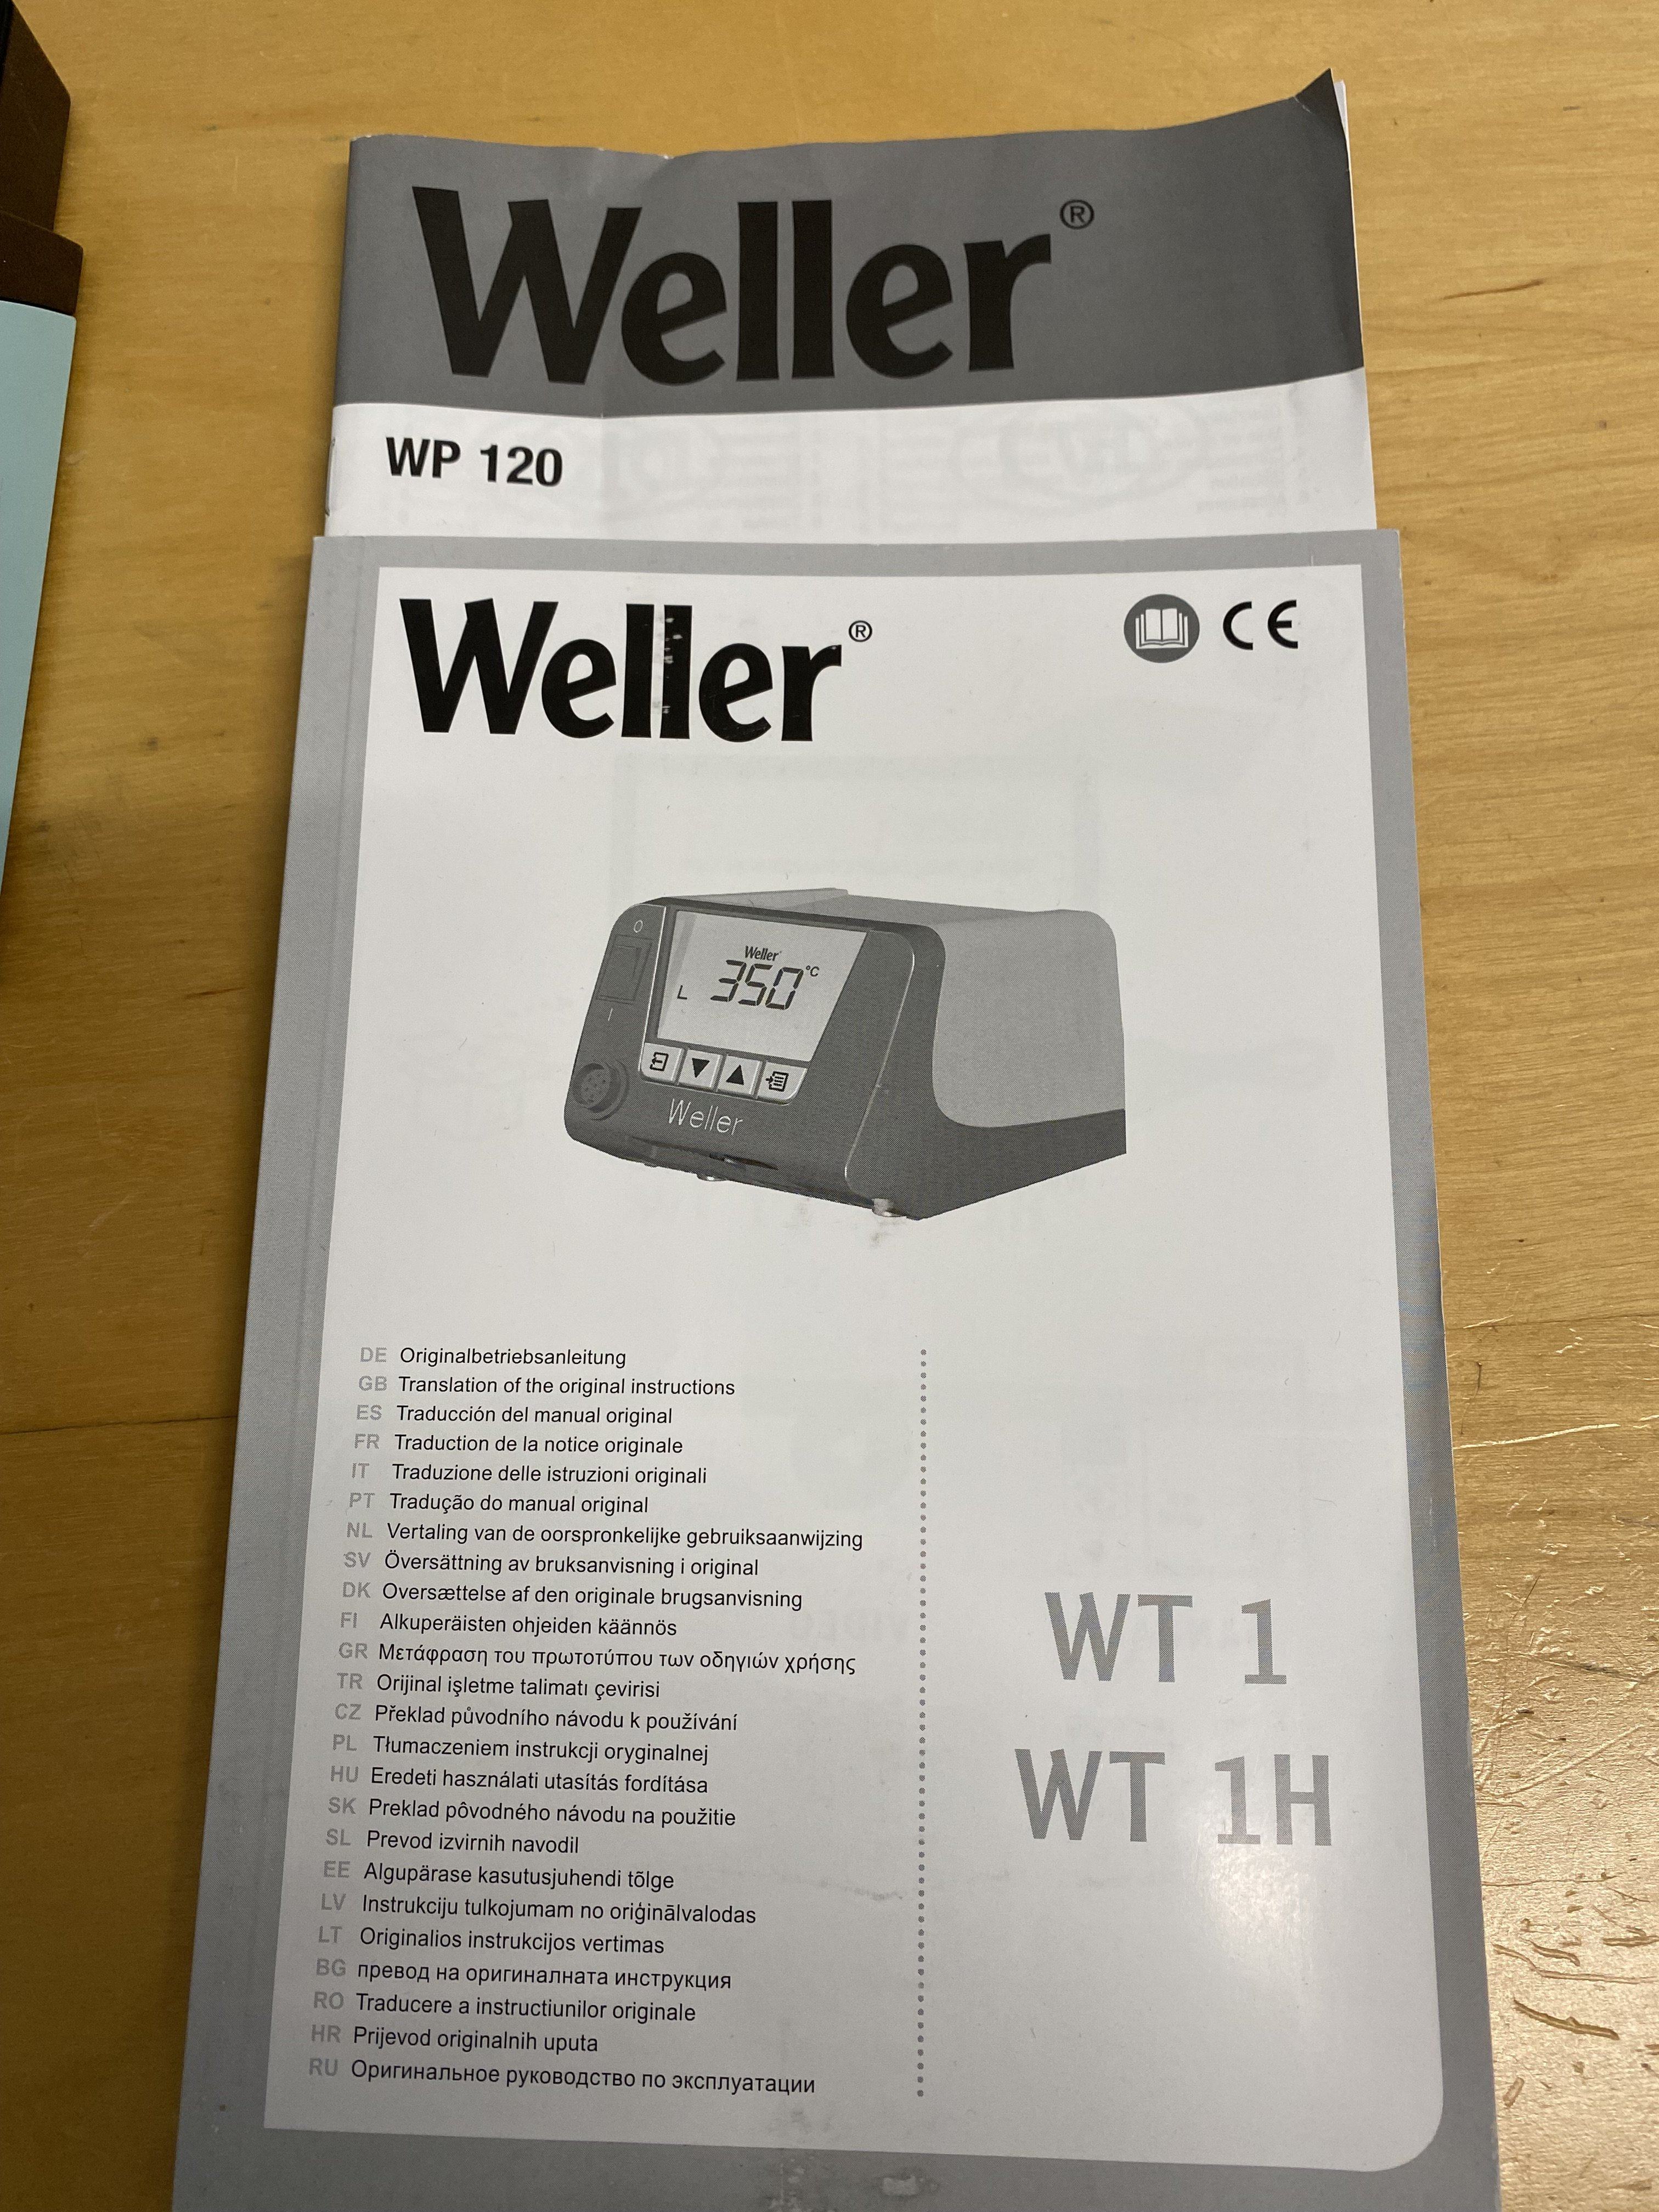 Weller®
WP 120
Weller®
CE
O
I
Weller
350 °C
L
Weller
DE Originalbetriebsanleitung
GB Translation of the original instructions
ES Traducción del manual original
FR Traduction de la notice originale
IT Traduzione delle istruzioni originali
PT Tradução do manual original
NL Vertaling van de oorspronkelijke gebruiksaanwijzing
SV Översättning av bruksanvisning i original
DK Oversættelse af den originale brugsanvisning
FI Alkuperäisten ohjeiden käännös
GR Μετάφραση του πρωτοτύπου των οδηγιών χρήσης
TR Orijinal işletme talimatı çevirisi
CZ Překlad původního návodu k používání
PL Tłumaczeniem instrukcji oryginalnej
HU Eredeti használati utasítás fordítása
SK Preklad pôvodného návodu na použitie
SL Prevod izvirnih navodil
EE Algupärase kasutusjuhendi tõlge
LV Instrukciju tulkojumam no oriģinālvalodas
LT Originalios instrukcijos vertimas
BG превод на оригиналната инструкция
RO Traducere a instructiunilor originale
HR Prijevod originalnih uputa
RU Оригинальное руководство по эксплуатации
WT 1
WT 1H